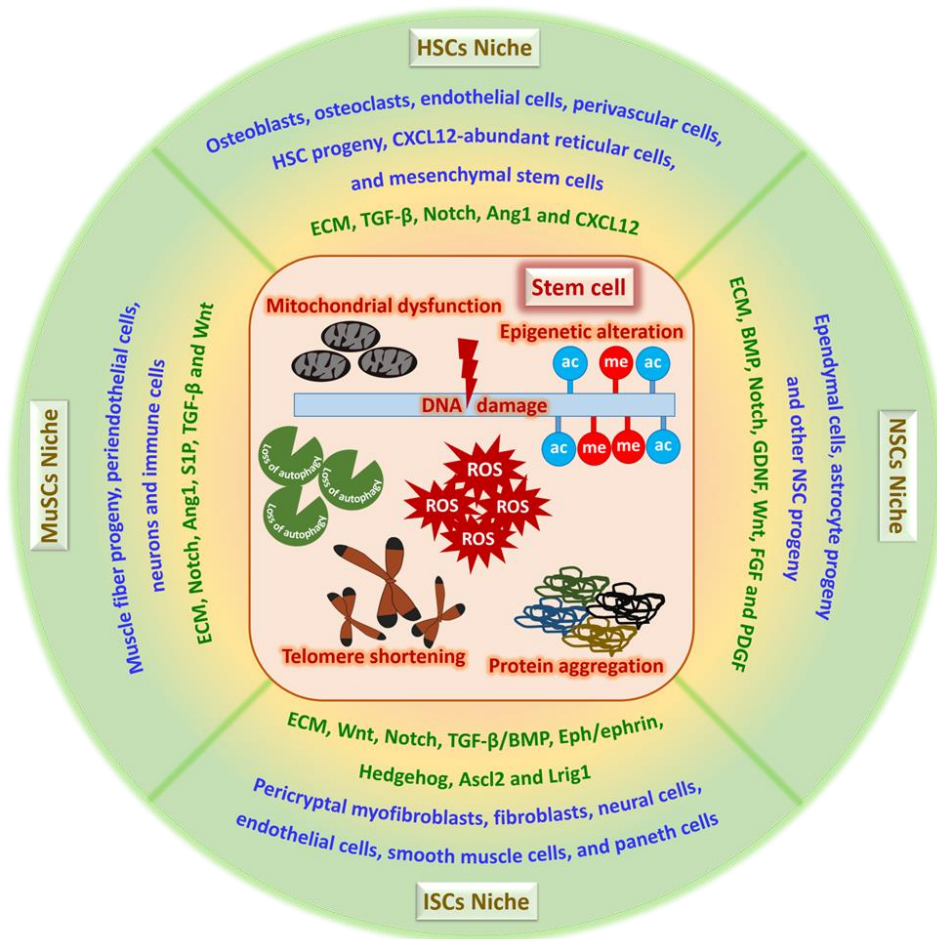 HSCs Niche
Osteoblasts, osteoclasts, endothelial cells, perivascular cells,
HSC progeny, CXCL12-abundant reticular cells,
and mesenchymal stem cells
ECM, TGF-β, Notch, Ang1 and CXCL12
MuSCs Niche
Muscle fiber progeny, periendothelial cells,
neurons and immune cells
ECM, Notch, Ang1, S1P, TGF-β and Wnt
Stem cell
Mitochondrial dysfunction
Epigenetic alteration
ac
me
ac
DNA damage
ac
me
me
ac
Loss of autophagy
Loss of autophagy
Loss of autophagy
ROS
ROS
ROS
ROS
Telomere shortening
Protein aggregation
ECM, BMP, Notch, GDNF, Wnt, FGF and PDGF
Ependymal cells, astrocyte progeny
and other NSC progeny
NSCs Niche
ECM, Wnt, Notch, TGF-β/BMP, Eph/ephrin,
Hedgehog, Ascl2 and Lrig1
Pericryptal myofibroblasts, fibroblasts, neural cells,
endothelial cells, smooth muscle cells, and paneth cells
ISCs Niche